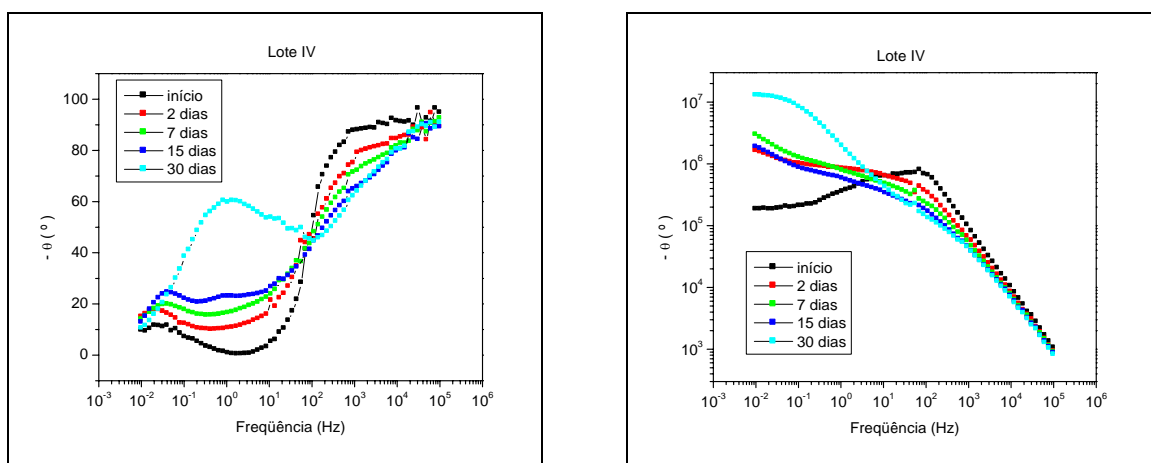 Lote IV
início
2 dias
7 dias
15 dias
30 dias
100
80
60
40
20
0
- θ ( º )
10-3 10-2 10-1 100 101 102 103 104 105 106
Freqüência (Hz)
Lote IV
107
106
105
104
103
- θ ( º )
início
2 dias
7 dias
15 dias
30 dias
10-3 10-2 10-1 100 101 102 103 104 105 106
Freqüência (Hz)